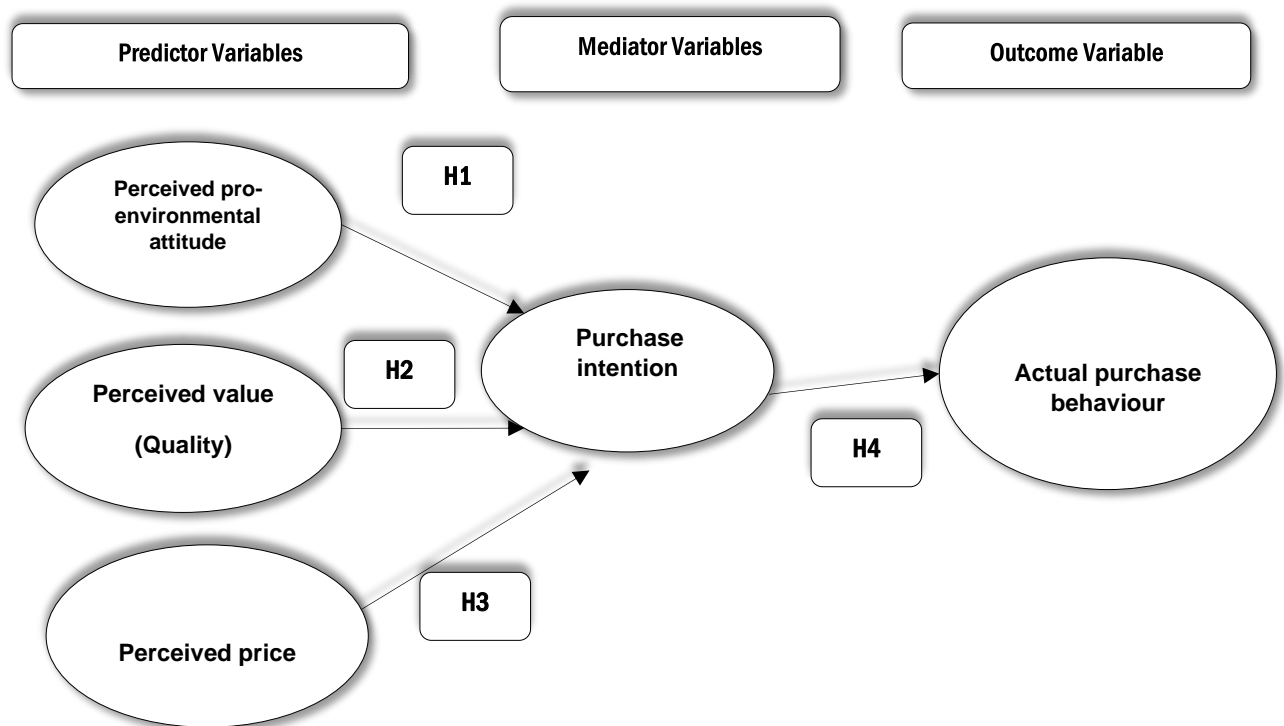 Predictor Variables
Mediator Variables
Outcome Variable
H1
Perceived pro-
environmental
attitude
Purchase
intention
H2
Perceived value
(Quality)
Actual purchase
behaviour
H4
H3
Perceived price